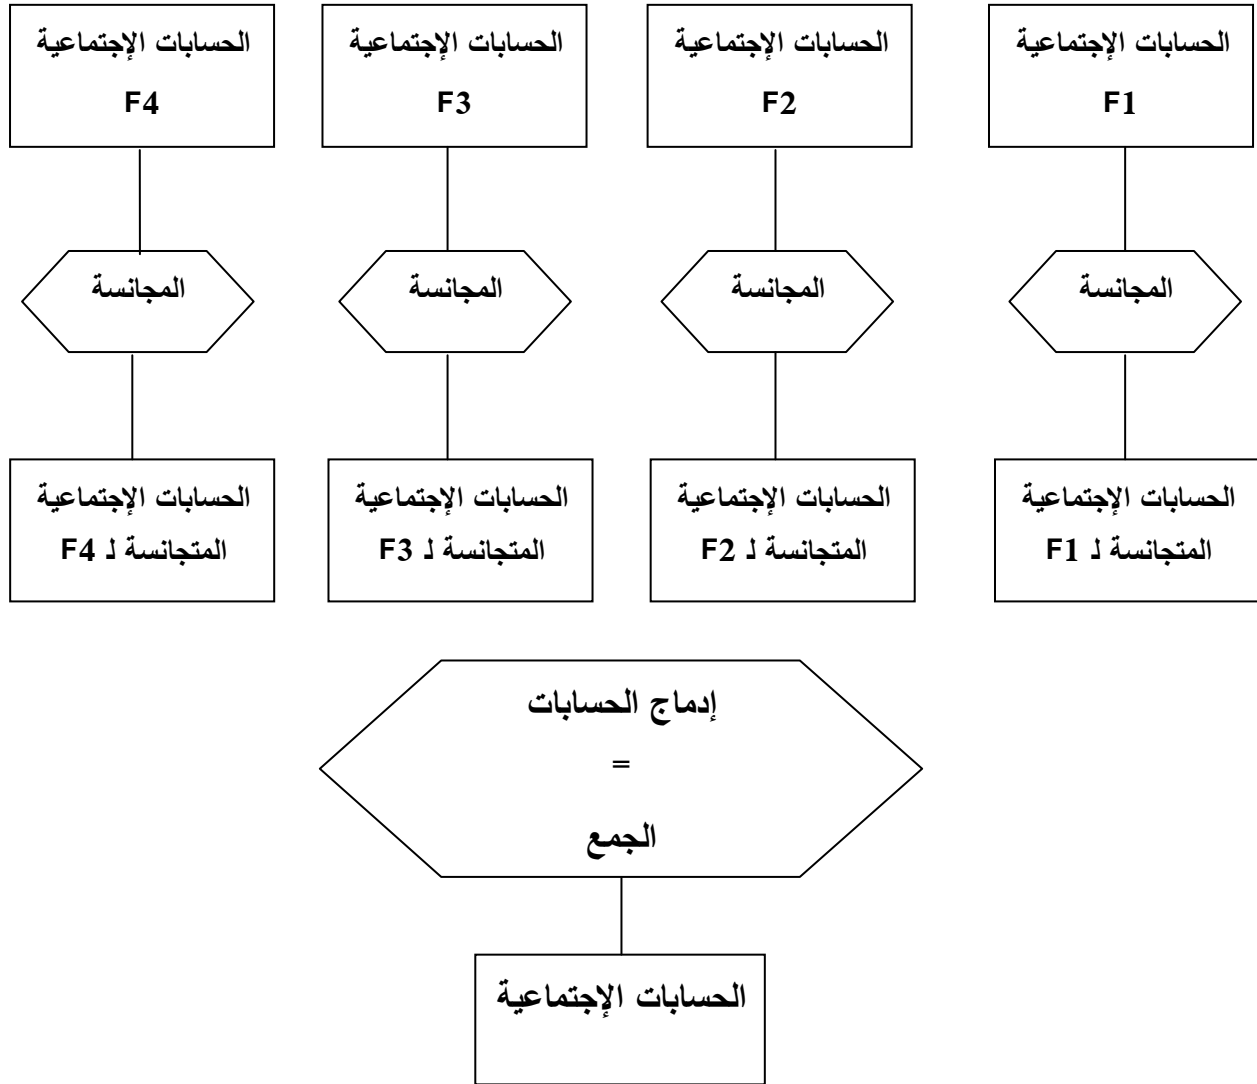 الحسابات الإجتماعية
F1
الحسابات الإجتماعية
F2
الحسابات الإجتماعية
F3
الحسابات الإجتماعية
F4
المجانسة
المجانسة
المجانسة
المجانسة
الحسابات الإجتماعية
المتجانسة لـ F1
الحسابات الإجتماعية
المتجانسة لـ F2
الحسابات الإجتماعية
المتجانسة لـ F3
الحسابات الإجتماعية
المتجانسة لـ F4
إدماج الحسابات
=
الجمع
الحسابات الإجتماعية